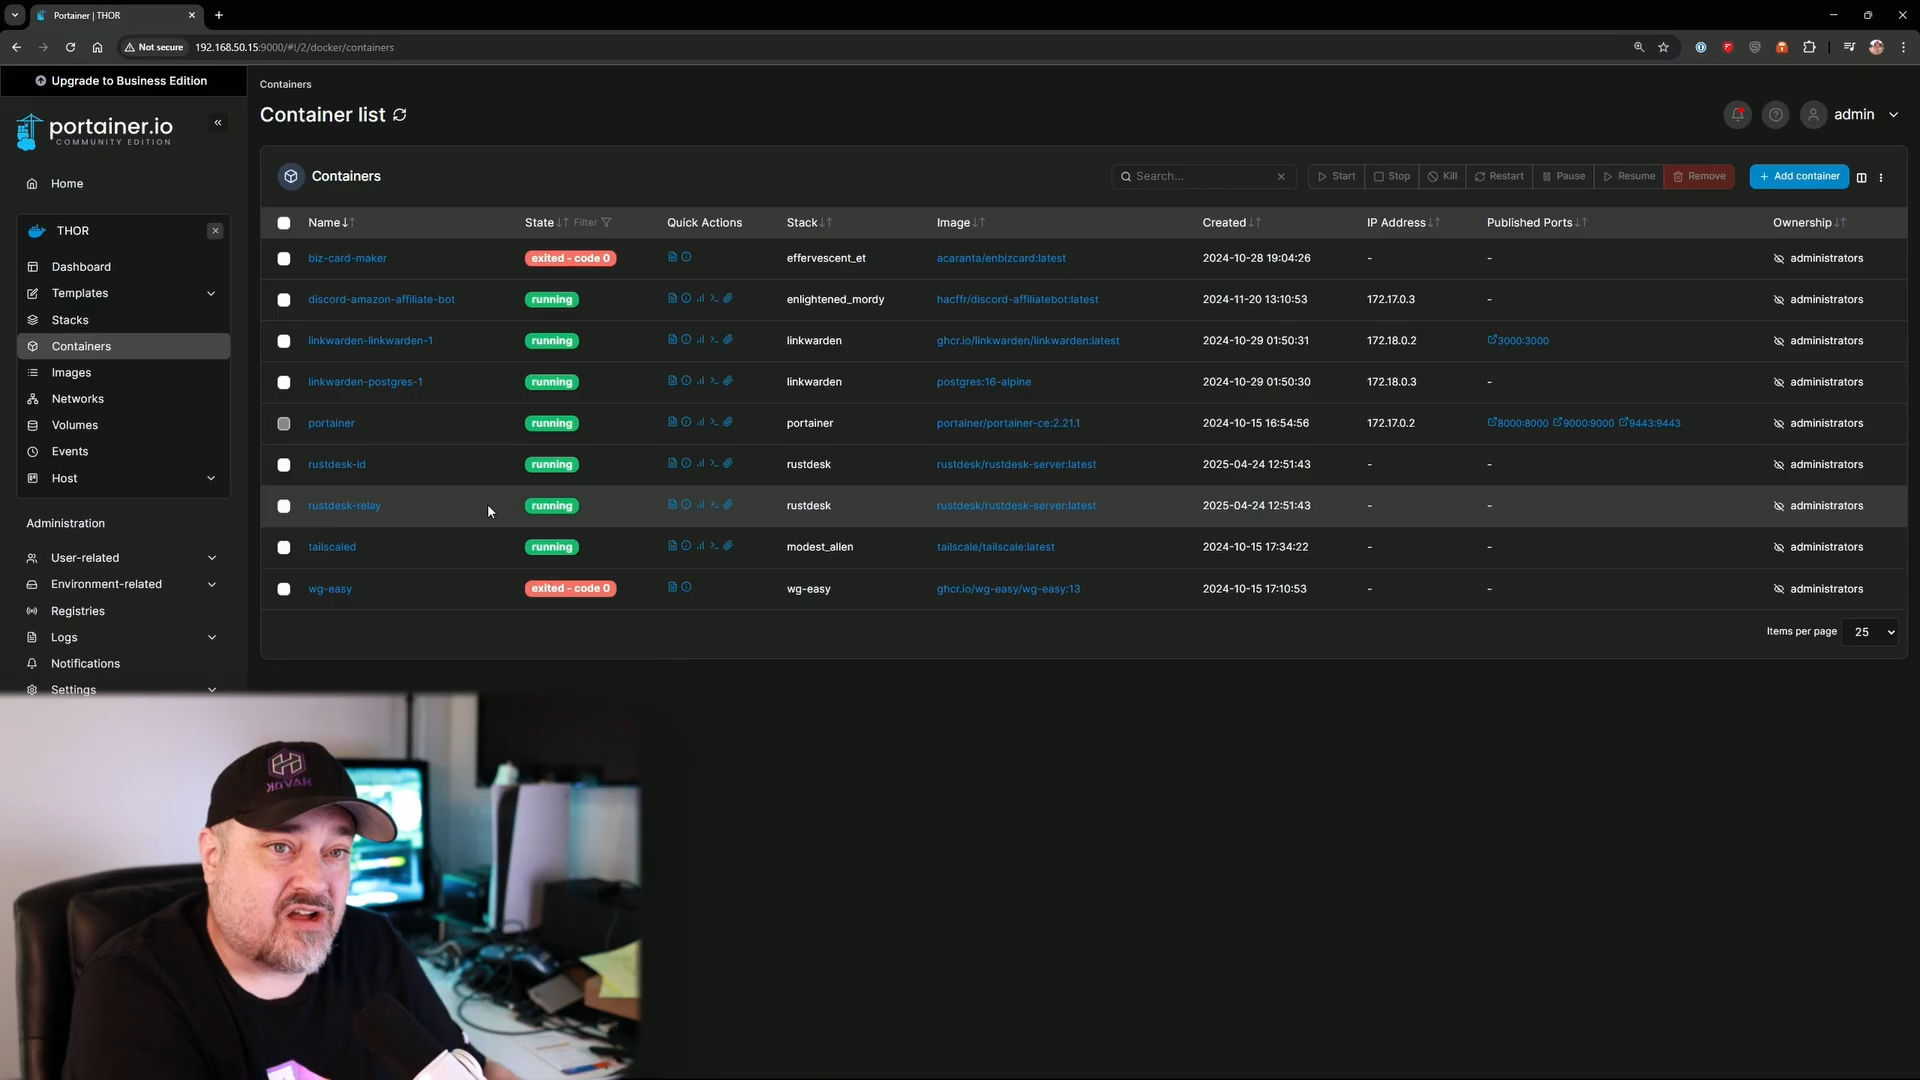 Portainer | THOR
Not secure 192.168.50.15:9000/#!/2/docker/containers
Upgrade to Business Edition
portainer.io
COMMUNITY EDITION
Home
THOR
Dashboard
Templates
Stacks
Containers
Images
Networks
Volumes
Events
Host
Administration
User-related
Environment-related
Registries
Logs
Notifications
Settings
Containers
Container list
admin
Containers
Search... Start Stop Kill Restart Pause Resume Remove + Add container
Name State Filter Quick Actions Stack Image Created IP Address Published Ports Ownership
biz-card-maker exited - code 0 effervescent_et acaranta/enbizcard:latest 2024-10-28 19:04:26 - - administrators
discord-amazon-affiliate-bot running enlightened_mordy hacffr/discord-affiliatebot:latest 2024-11-20 13:10:53 172.17.0.3 - administrators
linkwarden-linkwarden-1 running linkwarden ghcr.io/linkwarden/linkwarden:latest 2024-10-29 01:50:31 172.18.0.2 3000:3000 administrators
linkwarden-postgres-1 running linkwarden postgres:16-alpine 2024-10-29 01:50:30 172.18.0.3 - administrators
portainer running portainer portainer/portainer-ce:2.21.1 2024-10-15 16:54:56 172.17.0.2 8000:8000 9000:9000 9443:9443 administrators
rustdesk-id running rustdesk rustdesk/rustdesk-server:latest 2025-04-24 12:51:43 - - administrators
rustdesk-relay running rustdesk rustdesk/rustdesk-server:latest 2025-04-24 12:51:43 - - administrators
tailscaled running modest_allen tailscale/tailscale:latest 2024-10-15 17:34:22 - - administrators
wg-easy exited - code 0 wg-easy ghcr.io/wg-easy/wg-easy:13 2024-10-15 17:10:53 - - administrators
Items per page 25